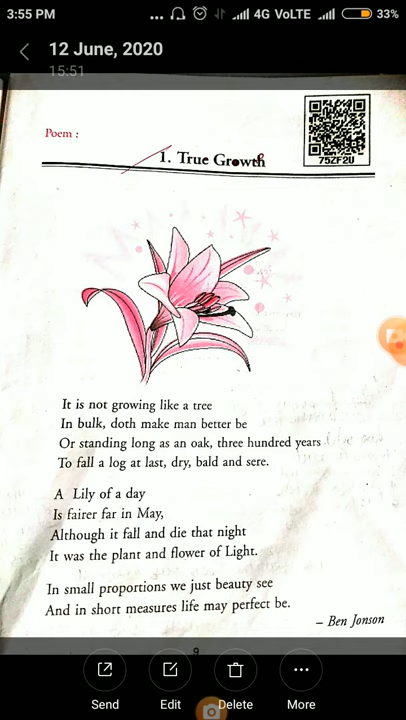 3:55 PM ... 4G VoLTE 33%
12 June, 2020
15:51
Poem :
75ZF2U
1. True Growth
It is not growing like a tree
In bulk, doth make man better be
Or standing long as an oak, three hundred years
To fall a log at last, dry, bald and sere.
A Lily of a day
Is fairer far in May,
Although it fall and die that night
It was the plant and flower of Light.
In small proportions we just beauty see
And in short measures life may perfect be.
– Ben Jonson
9
Send Edit Delete More